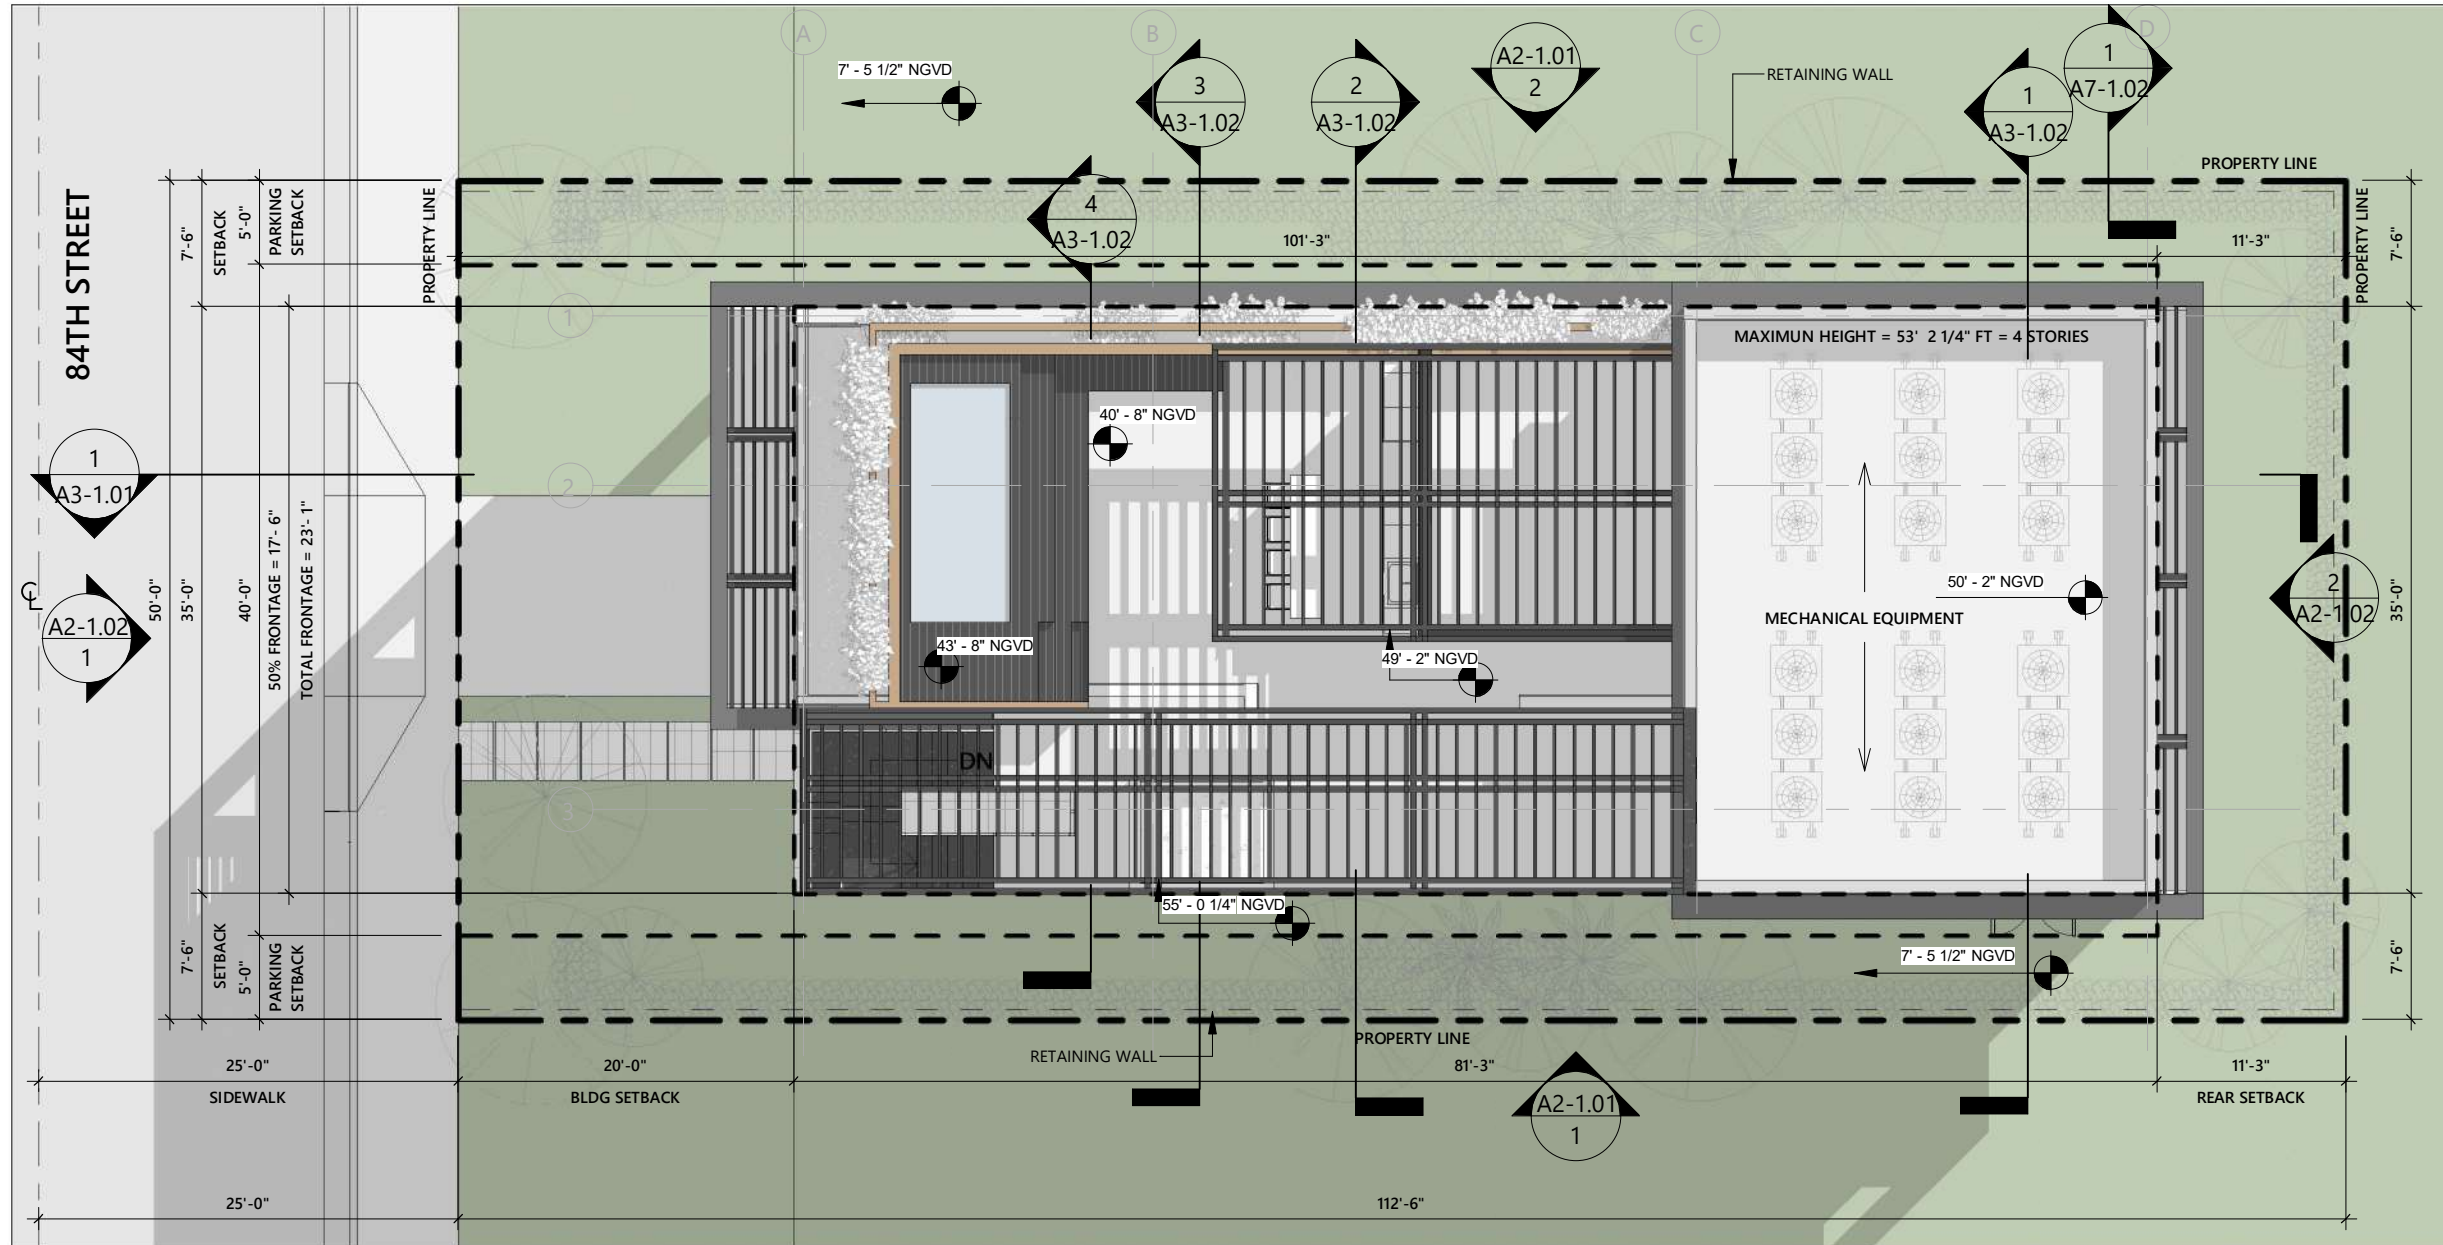 A
B
C
D
7' - 5 1/2" NGVD
3
A3-1.02
2
A3-1.02
A2-1.01
2
RETAINING WALL
1
A3-1.02
1
A7-1.02
PROPERTY LINE
PROPERTY LINE
84TH STREET
7'-6"
SETBACK
5'-0"
PARKING
SETBACK
PROPERTY LINE
4
A3-1.02
101'-3"
11'-3"
7'-6"
1
MAXIMUN HEIGHT = 53' 2 1/4" FT = 4 STORIES
40' - 8" NGVD
1
A3-1.01
2
50'-0"
35'-0"
40'-0"
50% FRONTAGE = 17'- 6"
TOTAL FRONTAGE = 23'- 1"
℄
A2-1.02
1
50' - 2" NGVD
MECHANICAL EQUIPMENT
2
A2-1.02
35'-0"
43' - 8" NGVD
49' - 2" NGVD
DN
3
55' - 0 1/4" NGVD
7'-6"
SETBACK
5'-0"
PARKING
SETBACK
7' - 5 1/2" NGVD
7'-6"
RETAINING WALL
PROPERTY LINE
25'-0"
SIDEWALK
20'-0"
BLDG SETBACK
81'-3"
11'-3"
REAR SETBACK
A2-1.01
1
25'-0"
112'-6"